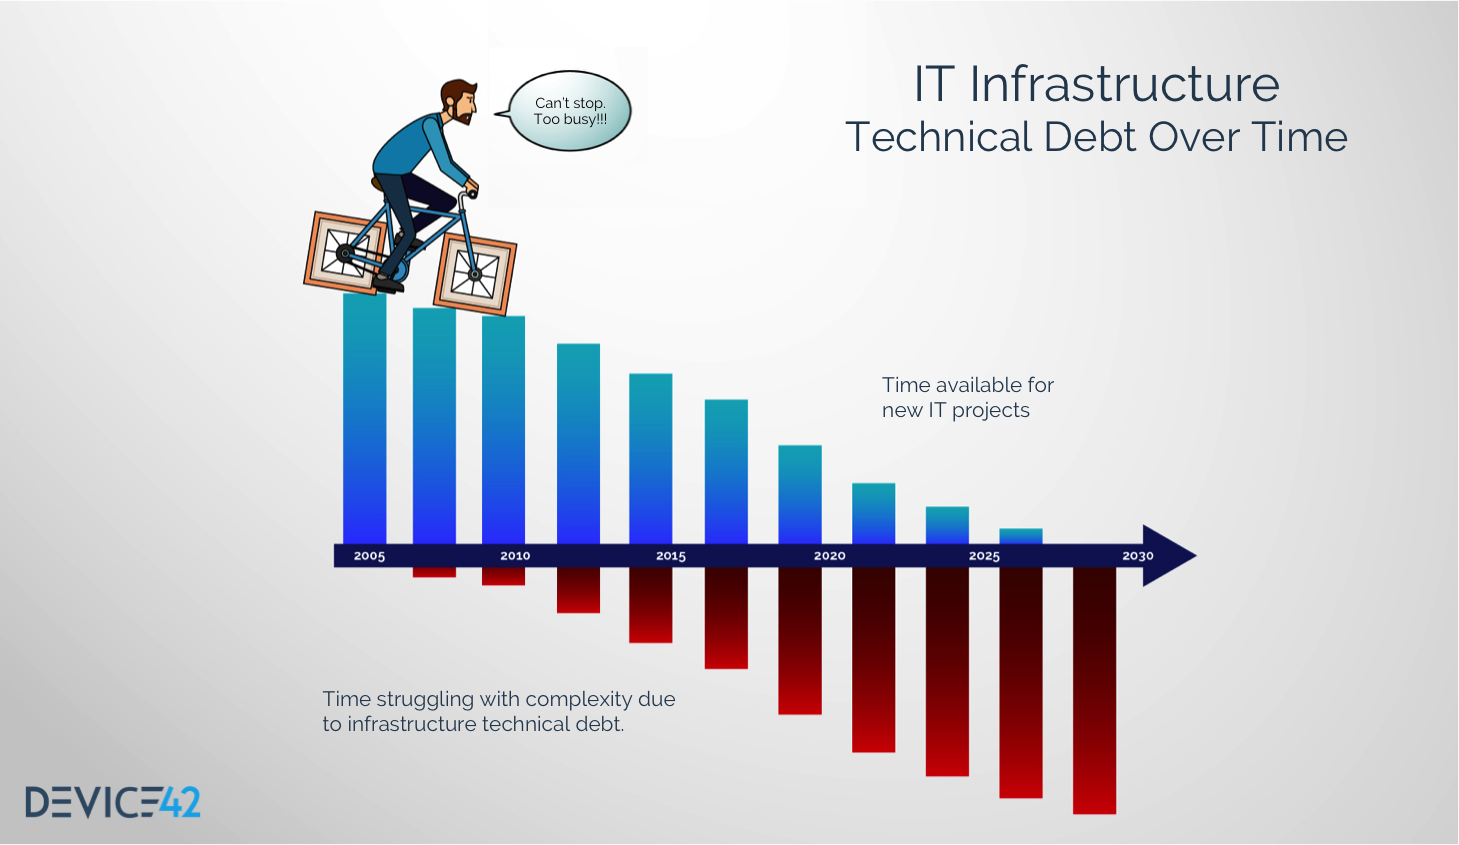 IT Infrastructure
Technical Debt Over Time
Can't stop.
Too busy!!!
Time available for
new IT projects
2005 2010 2015 2020 2025 2030
Time struggling with complexity due
to infrastructure technical debt.
DEVICE42